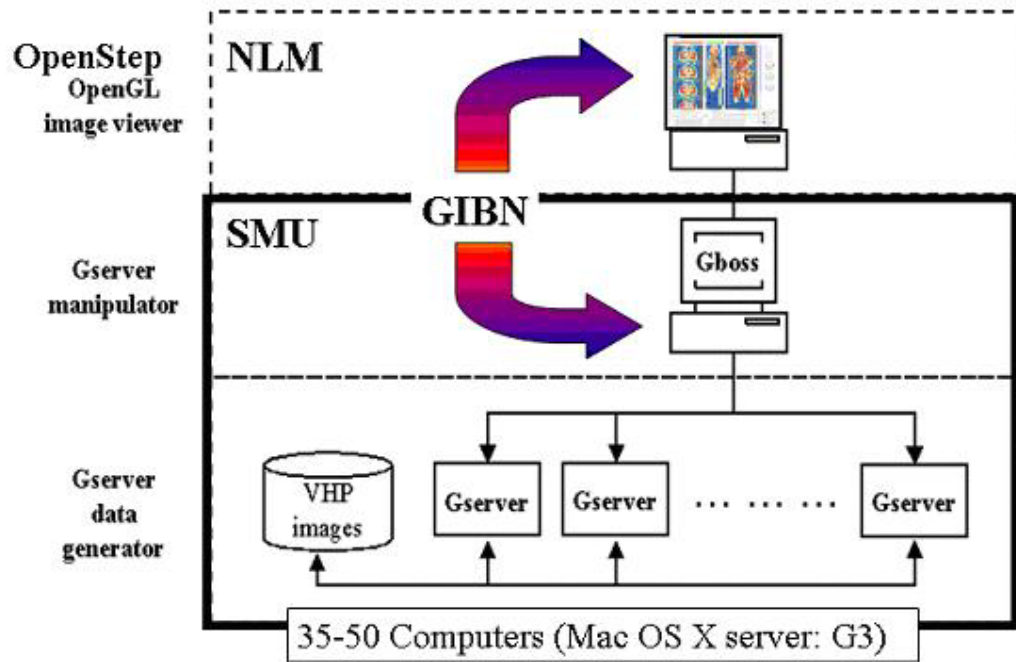 OpenStep
OpenGL
image viewer
NLM
GIBN
SMU
Gserver
manipulator
Gboss
Gserver
data
generator
VHP
images
Gserver
Gserver
... ... ...
Gserver
35-50 Computers (Mac OS X server: G3)